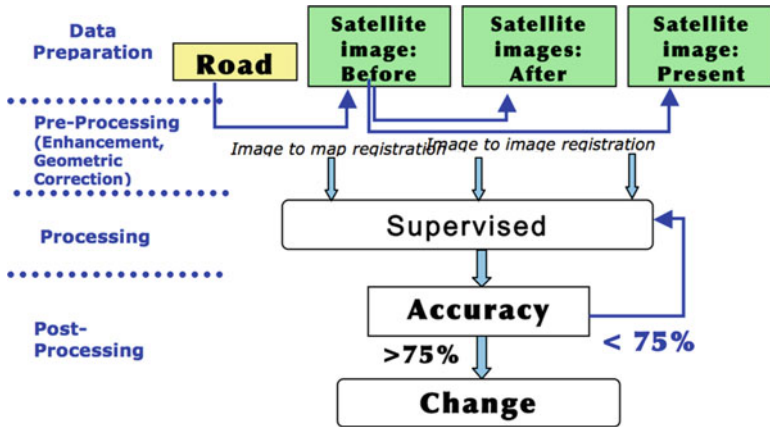 Data
Preparation
Road
Satellite
image:
Before
Satellite
images:
After
Satellite
image:
Present
Pre-Processing
(Enhancement,
Geometric
Correction)
Image to map registration
Image to image registration
Processing
Supervised
Post-
Processing
Accuracy
>75%
< 75%
Change